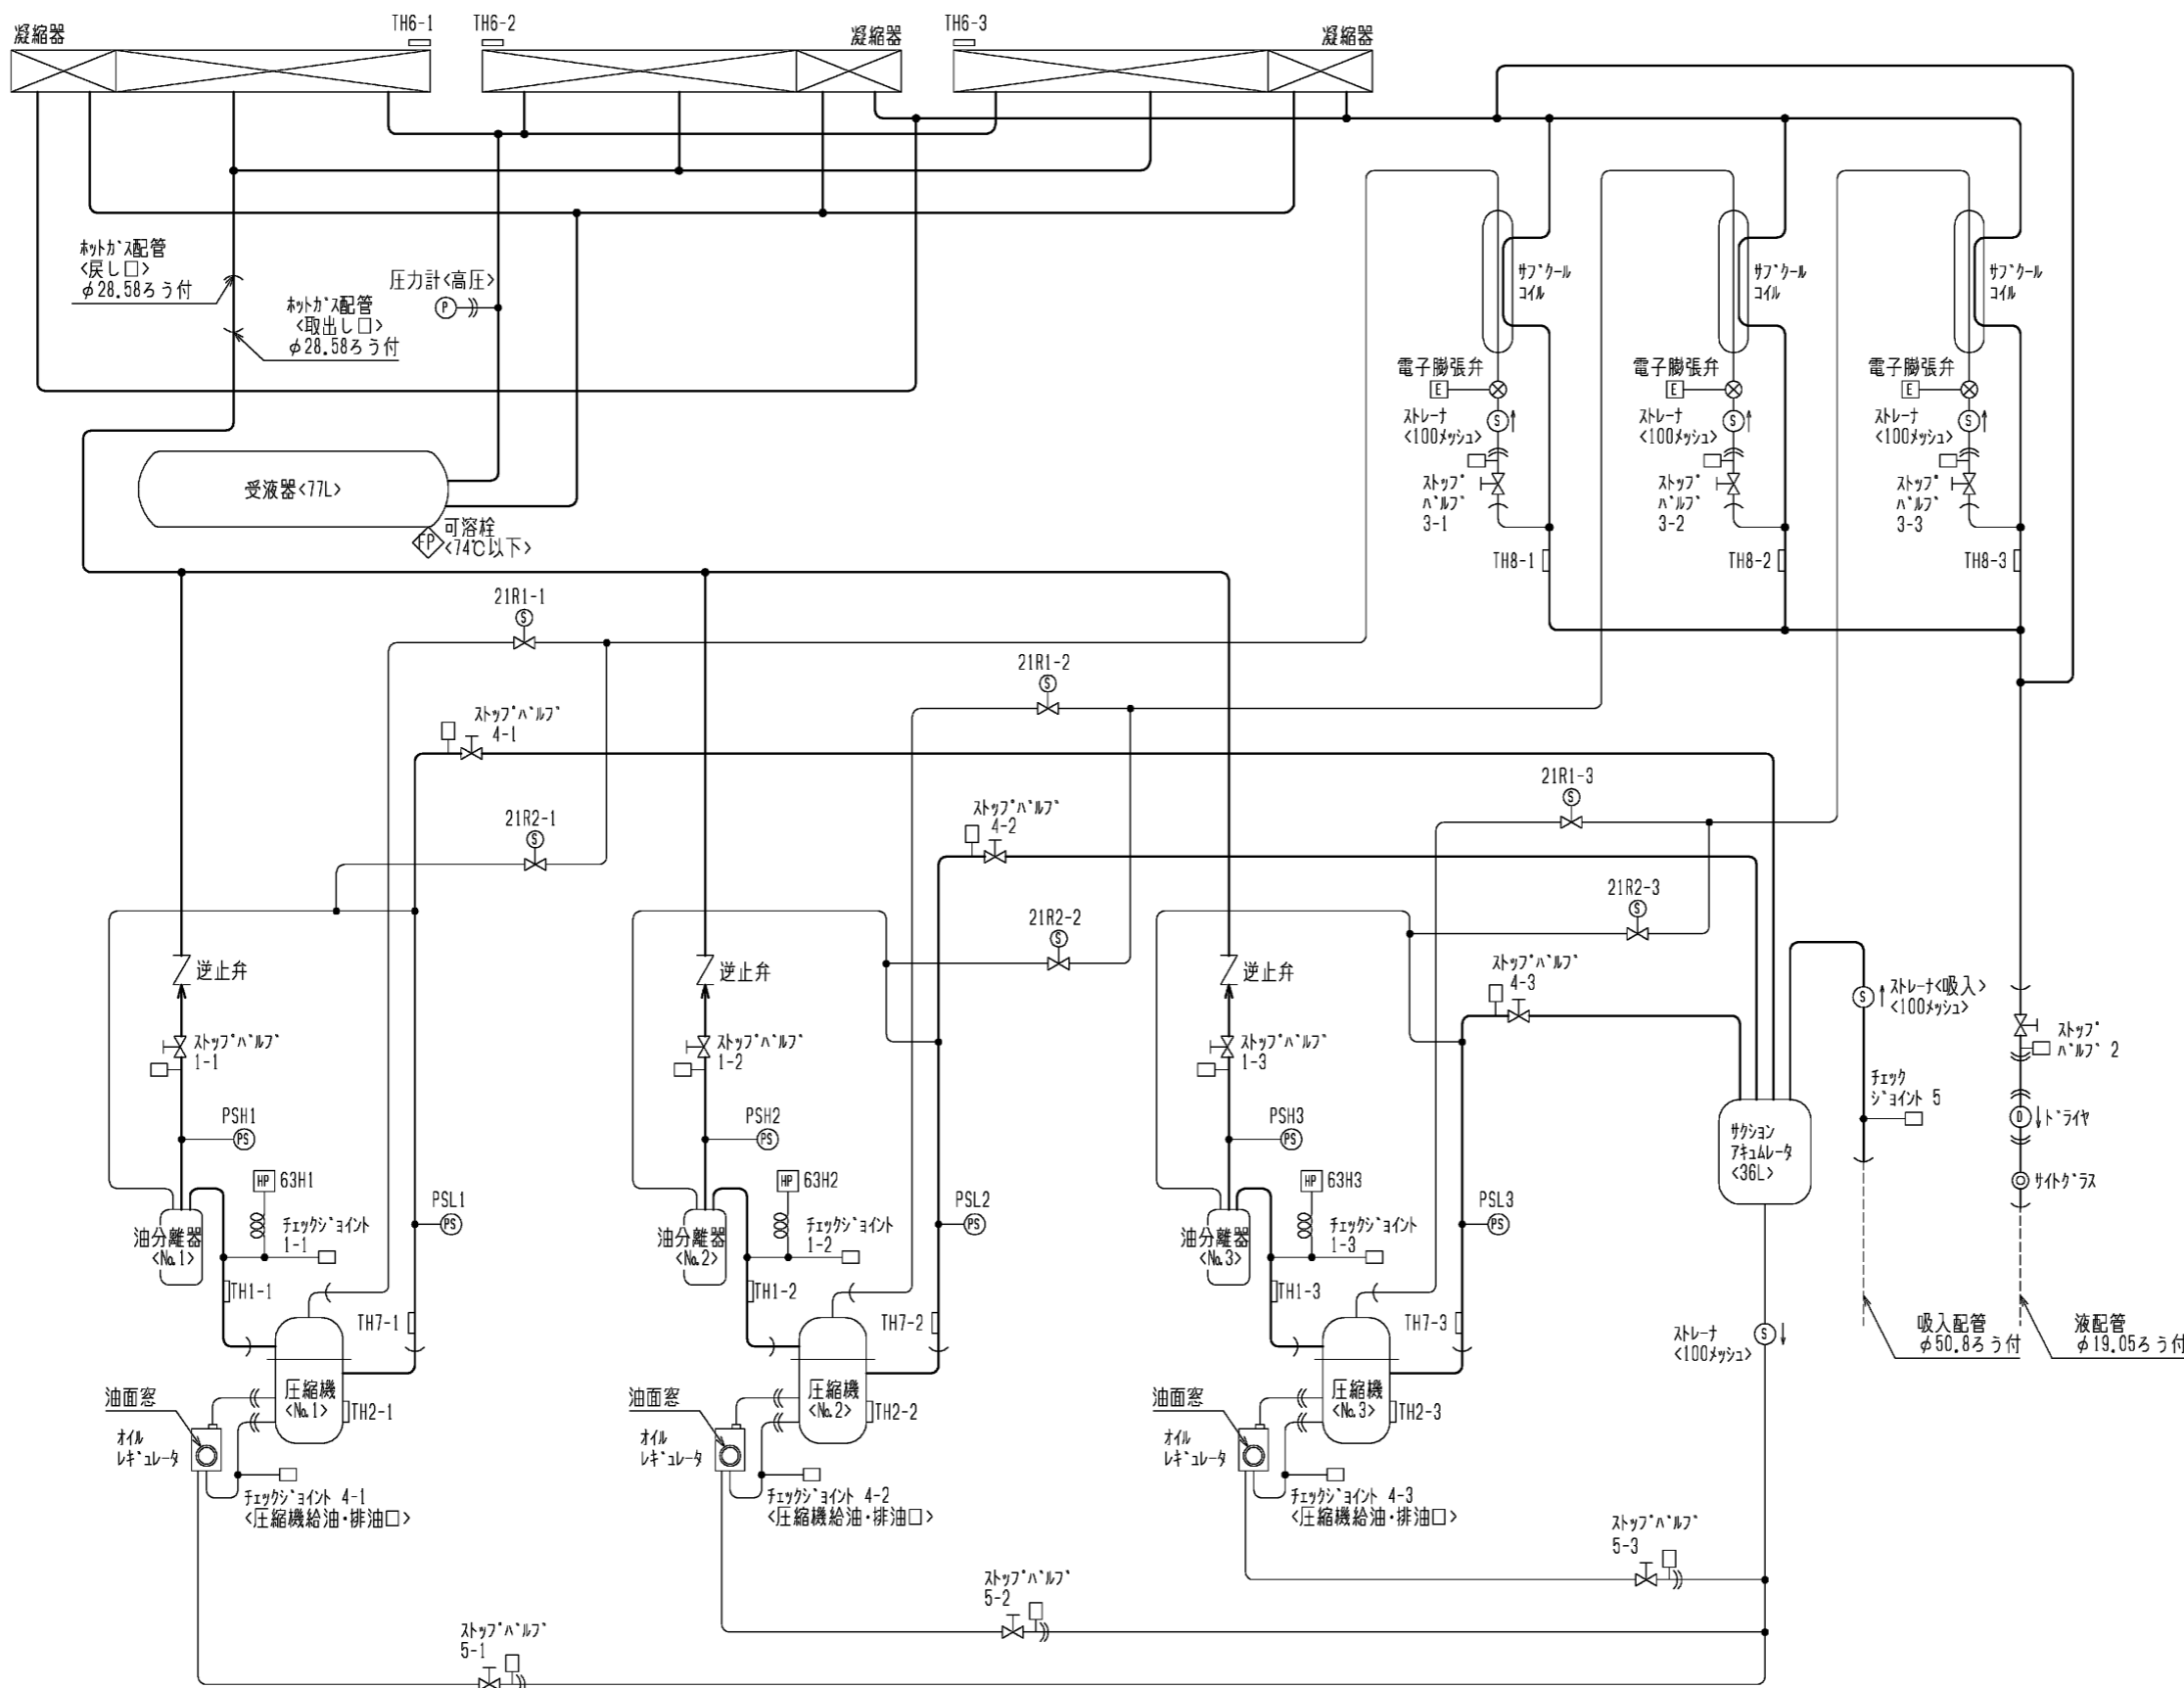 凝縮器
TH6-1
TH6-2
凝縮器
TH6-3
凝縮器
ホットガス配管
<戻し口>
φ28.58ろう付
ホットガス配管
<取出し口>
φ28.58ろう付
圧力計<高圧>
P
サブクール
コイル
サブクール
コイル
サブクール
コイル
電子膨張弁
E
ストレーナ
<100メッシュ>
S
ストップ
バルブ
3-1
電子膨張弁
E
ストレーナ
<100メッシュ>
S
ストップ
バルブ
3-2
電子膨張弁
E
ストレーナ
<100メッシュ>
S
ストップ
バルブ
3-3
受液器<77L>
FP
可溶栓
<74℃以下>
TH8-1
TH8-2
TH8-3
21R1-1
S
21R1-2
S
ストップバルブ
4-1
21R1-3
S
21R2-1
S
ストップバルブ
4-2
21R2-2
S
21R2-3
S
逆止弁
逆止弁
逆止弁
ストップバルブ
4-3
S
ストレーナ<吸入>
<100メッシュ>
ストップバルブ
1-1
ストップバルブ
1-2
ストップバルブ
1-3
ストップ
バルブ 2
チェック
ジョイント 5
D
ドライヤ
サイトグラス
PSH1
PS
PSH2
PS
PSH3
PS
サクション
アキュムレータ
<36L>
HP
63H1
チェックジョイント
1-1
PSL1
PS
HP
63H2
チェックジョイント
1-2
PSL2
PS
HP
63H3
チェックジョイント
1-3
PSL3
PS
油分離器
<No.1>
油分離器
<No.2>
油分離器
<No.3>
TH1-1
TH7-1
TH1-2
TH7-2
TH1-3
TH7-3
ストレーナ
<100メッシュ>
S
吸入配管
φ50.8ろう付
液配管
φ19.05ろう付
油面窓
圧縮機
<No.1>
TH2-1
オイル
レギュレータ
油面窓
圧縮機
<No.2>
TH2-2
オイル
レギュレータ
油面窓
圧縮機
<No.3>
TH2-3
オイル
レギュレータ
チェックジョイント 4-1
<圧縮機給油・排油口>
チェックジョイント 4-2
<圧縮機給油・排油口>
チェックジョイント 4-3
<圧縮機給油・排油口>
ストップバルブ
5-3
ストップバルブ
5-2
ストップバルブ
5-1